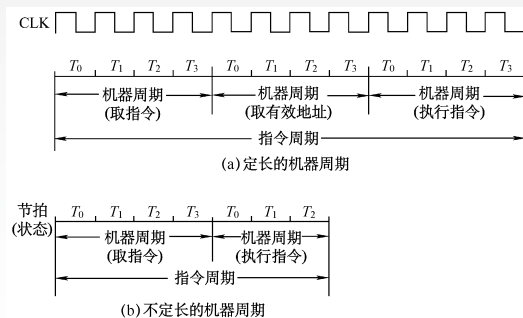 CLK
T₀ T₁ T₂ T₃ T₀ T₁ T₂ T₃ T₀ T₁ T₂ T₃
机器周期 机器周期 机器周期
(取指令) (取有效地址) (执行指令)
指令周期
(a) 定长的机器周期
节拍 T₀ T₁ T₂ T₃ T₀ T₁ T₂
(状态)
机器周期 机器周期
(取指令) (执行指令)
指令周期
(b) 不定长的机器周期